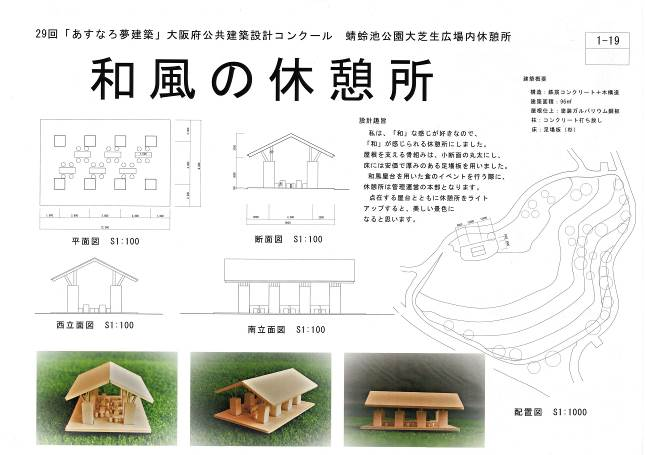 29回「あすなろ夢建築」大阪府公共建築設計コンクール　蜻蛉池公園大芝生広場内休憩所
1-19
和風の休憩所
建築概要
構造：鉄筋コンクリート＋木構造
建築面積：96㎡
屋根仕上：塗装ガルバリウム鋼板
柱：コンクリート打ち放し
床：足場板（杉）
設計趣旨
私は、「和」な感じが好きなので、
「和」が感じられる休憩所にしました。
屋根を支える骨組みは、小断面の丸太にし、
床には安価で厚みのある足場板を用いました。
和風屋台を用いた食のイベントを行う際に、
休憩所は管理運営の本部となります。
点在する屋台とともに休憩所をライト
アップすると、美しい景色に
なると思います。
平面図　S1:100
断面図　S1:100
西立面図　S1:100
南立面図　S1:100
配置図　S1:1000